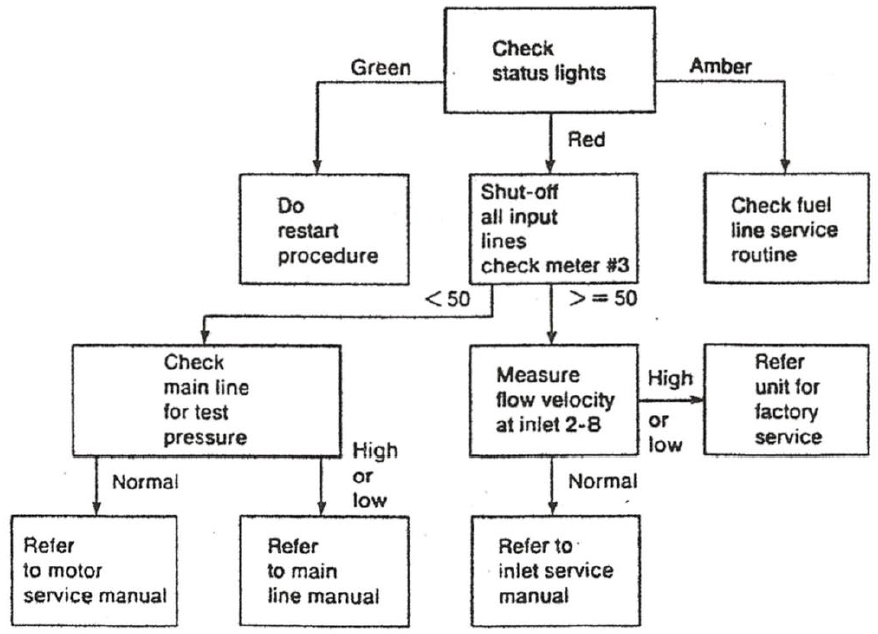 Check
status lights
Green
Amber
Red
Do
restart
procedure
Shut-off
all input
lines
check meter #3
Check fuel
line service
routine
< 50
> = 50
Check
main line
for test
pressure
Measure
flow velocity
at inlet 2-8
High
or
low
Refer
unit for
factory
service
Normal
High
or
low
Normal
Refer
to motor
service manual
Refer
to main
line manual
Refer to
inlet service
manual